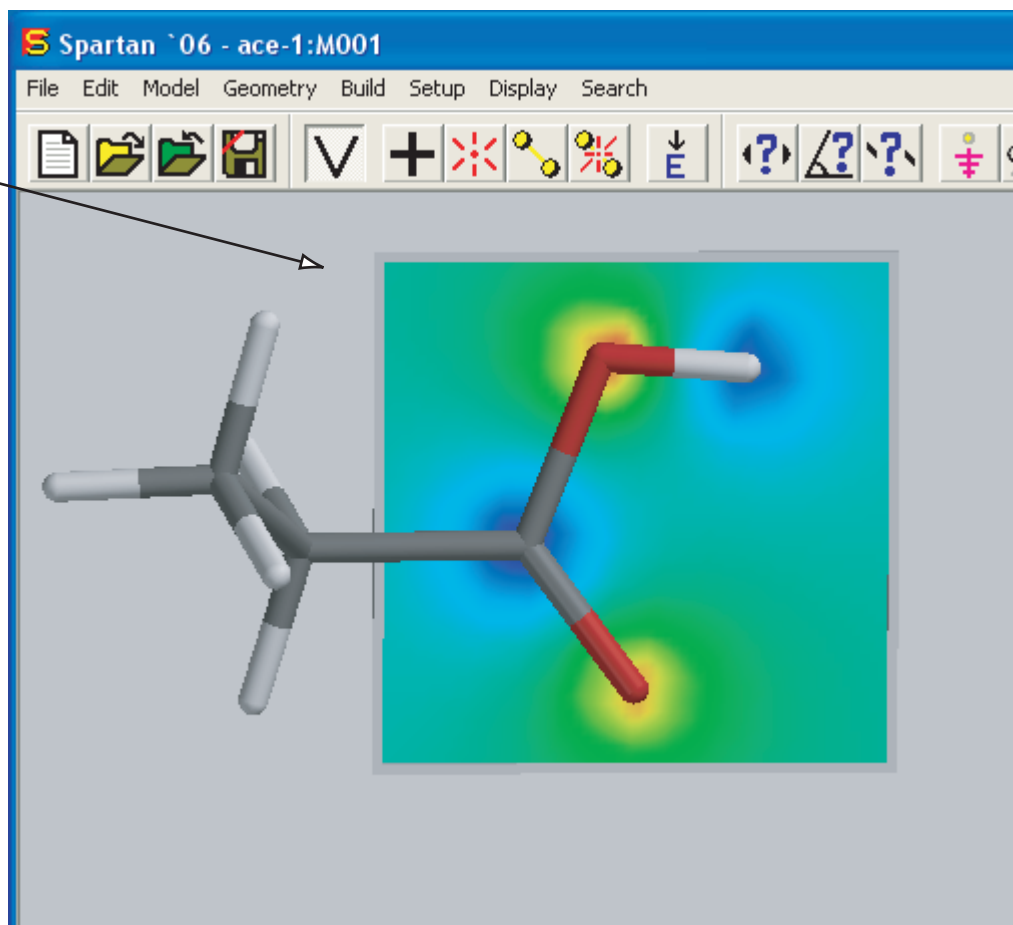 Spartan `06 - ace-1:M001
File Edit Model Geometry Build Setup Display Search
V E ? ? ?